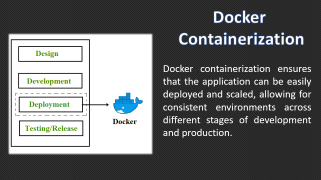 Docker
Containerization
Design
Development
Deployment
Testing/Release
Docker
Docker containerization ensures
that the application can be easily
deployed and scaled, allowing for
consistent environments across
different stages of development
and production.